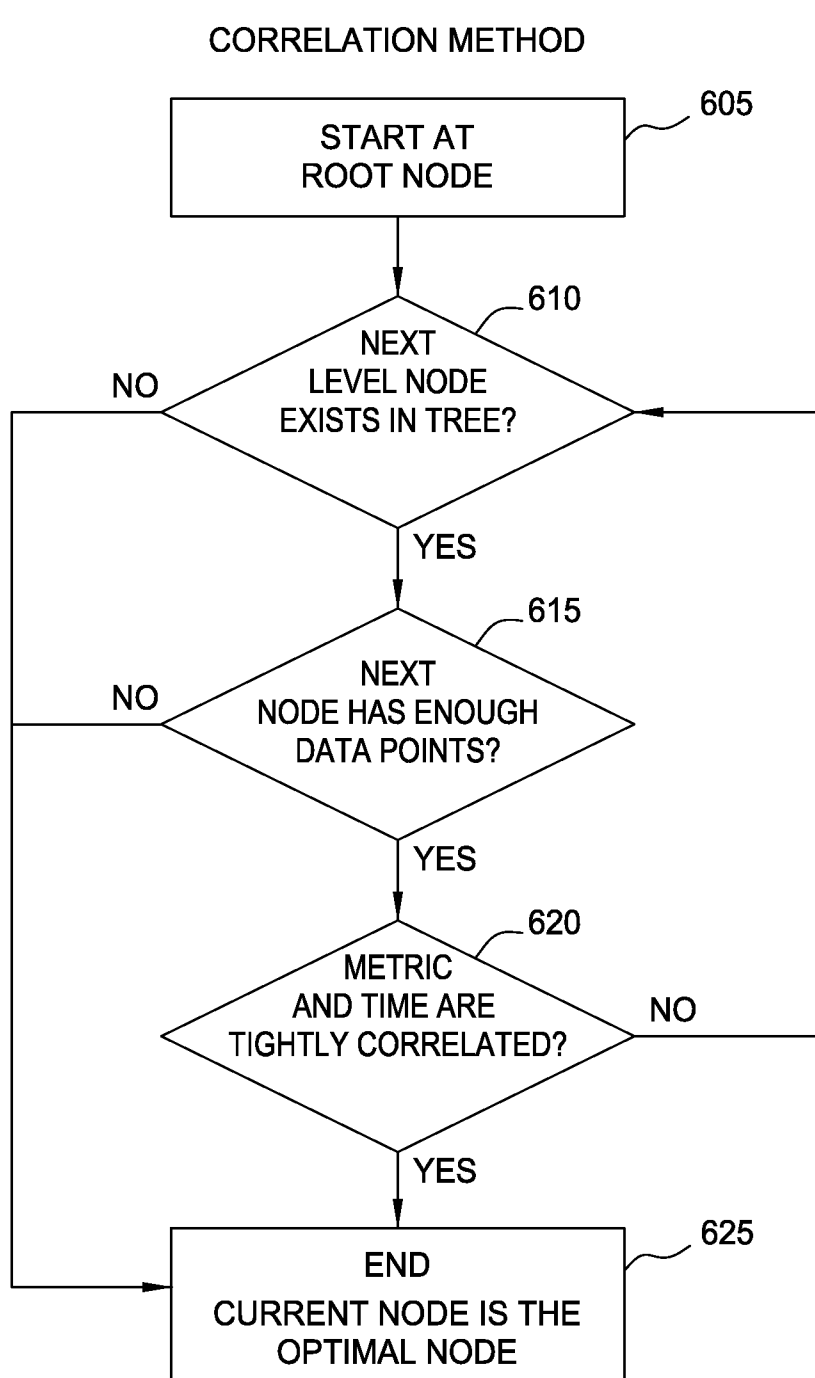 CORRELATION METHOD
605
START AT
ROOT NODE
610
NEXT
LEVEL NODE
EXISTS IN TREE?
NO
YES
615
NEXT
NODE HAS ENOUGH
DATA POINTS?
NO
YES
620
METRIC
AND TIME ARE
TIGHTLY CORRELATED?
NO
YES
625
END
CURRENT NODE IS THE
OPTIMAL NODE